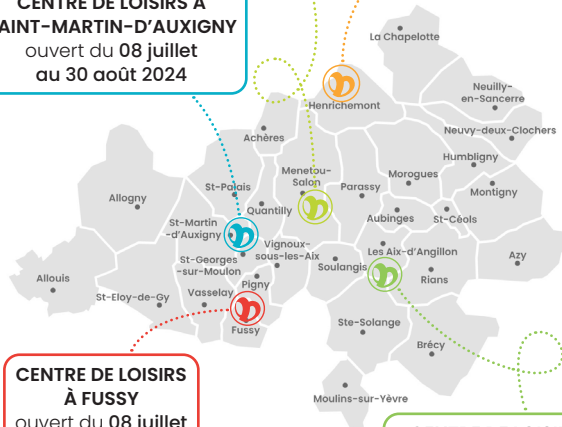 CENTRE DE LOISIRS À
SAINT-MARTIN-D'AUXIGNY
ouvert du 08 juillet
au 30 août 2024
La Chapelotte
Henrichemont
Neuilly-
en-Sancerre
Neuvy-deux-Clochers
Achères
Humbligny
Menetou-
Salon
Morogues
Parassy
Montigny
St-Palais
Allogny
Quantilly
Aubinges
St-Céols
St-Martin
-d'Auxigny
Vignoux-
sous-les-Aix
Les Aix-d'Angillon
Azy
St-Georges
-sur-Moulon
Soulangis
Rians
Allouis
Pigny
Vasselay
St-Eloy-de-Gy
Fussy
Ste-Solange
Brécy
CENTRE DE LOISIRS
À FUSSY
ouvert du 08 juillet
Moulins-sur-Yèvre